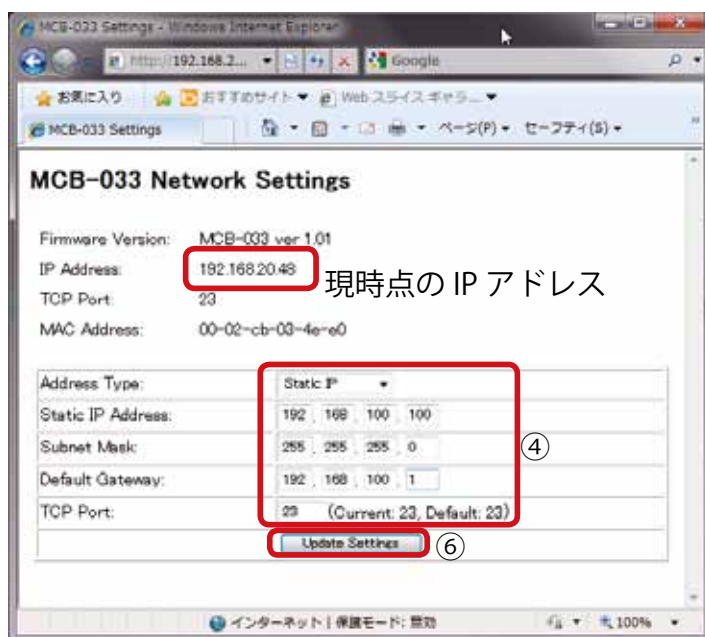 MCB-033 Settings - Windows Internet Explorer
http://192.168.2... Google
お気に入り おすすめサイト Web スライス ギャラ...
MCB-033 Settings ページ(P) セーフティ(S)
MCB-033 Network Settings
Firmware Version: MCB-033 ver 1.01
IP Address: 192.168.20.48 現時点の IP アドレス
TCP Port: 23
MAC Address: 00-02-cb-03-4e-e0
Address Type: Static IP
Static IP Address: 192 . 168 . 100 . 100
Subnet Mask: 255 . 255 . 255 . 0 ④
Default Gateway: 192 . 168 . 100 . 1
TCP Port: 23 (Current: 23, Default: 23)
Update Settings ⑥
インターネット | 保護モード: 無効 100%